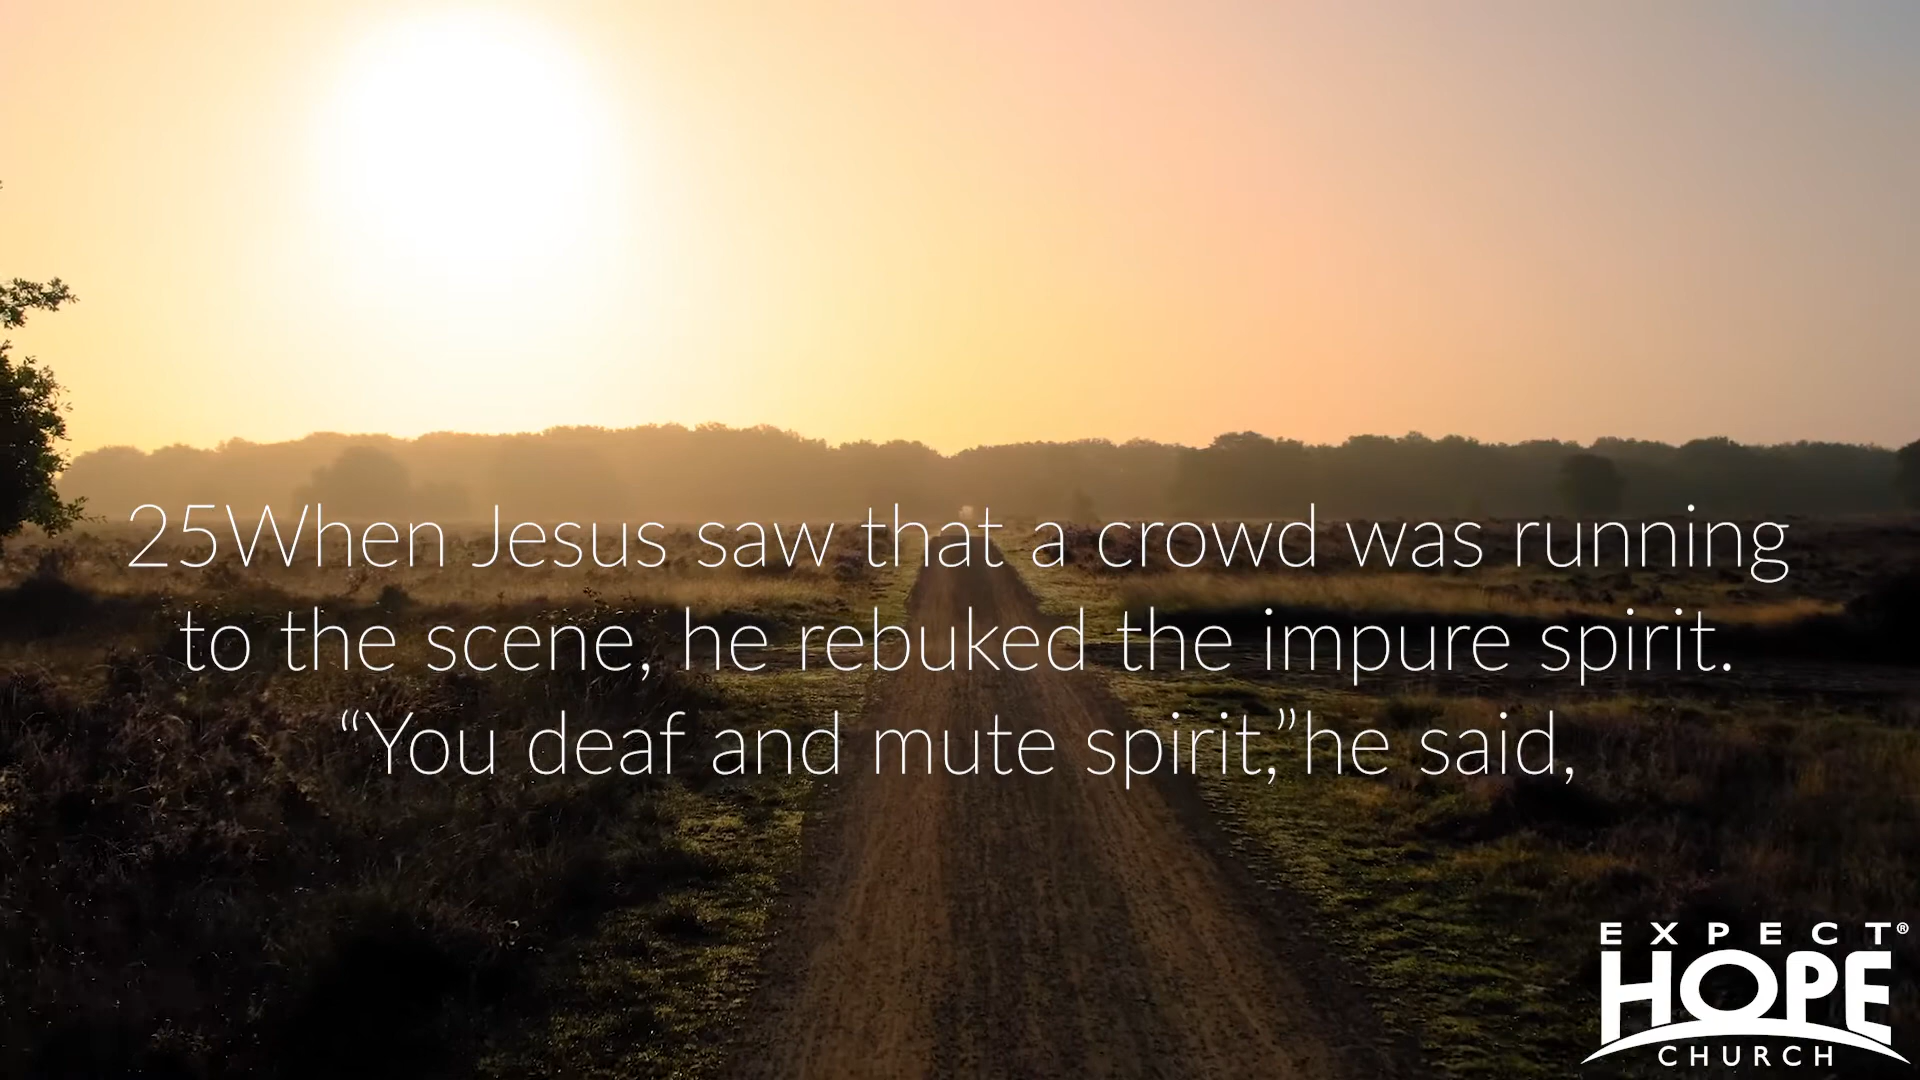 25When Jesus saw that a crowd was running
to the scene, he rebuked the impure spirit.
“You deaf and mute spirit,”he said,
EXPECT®
HOPE
CHURCH